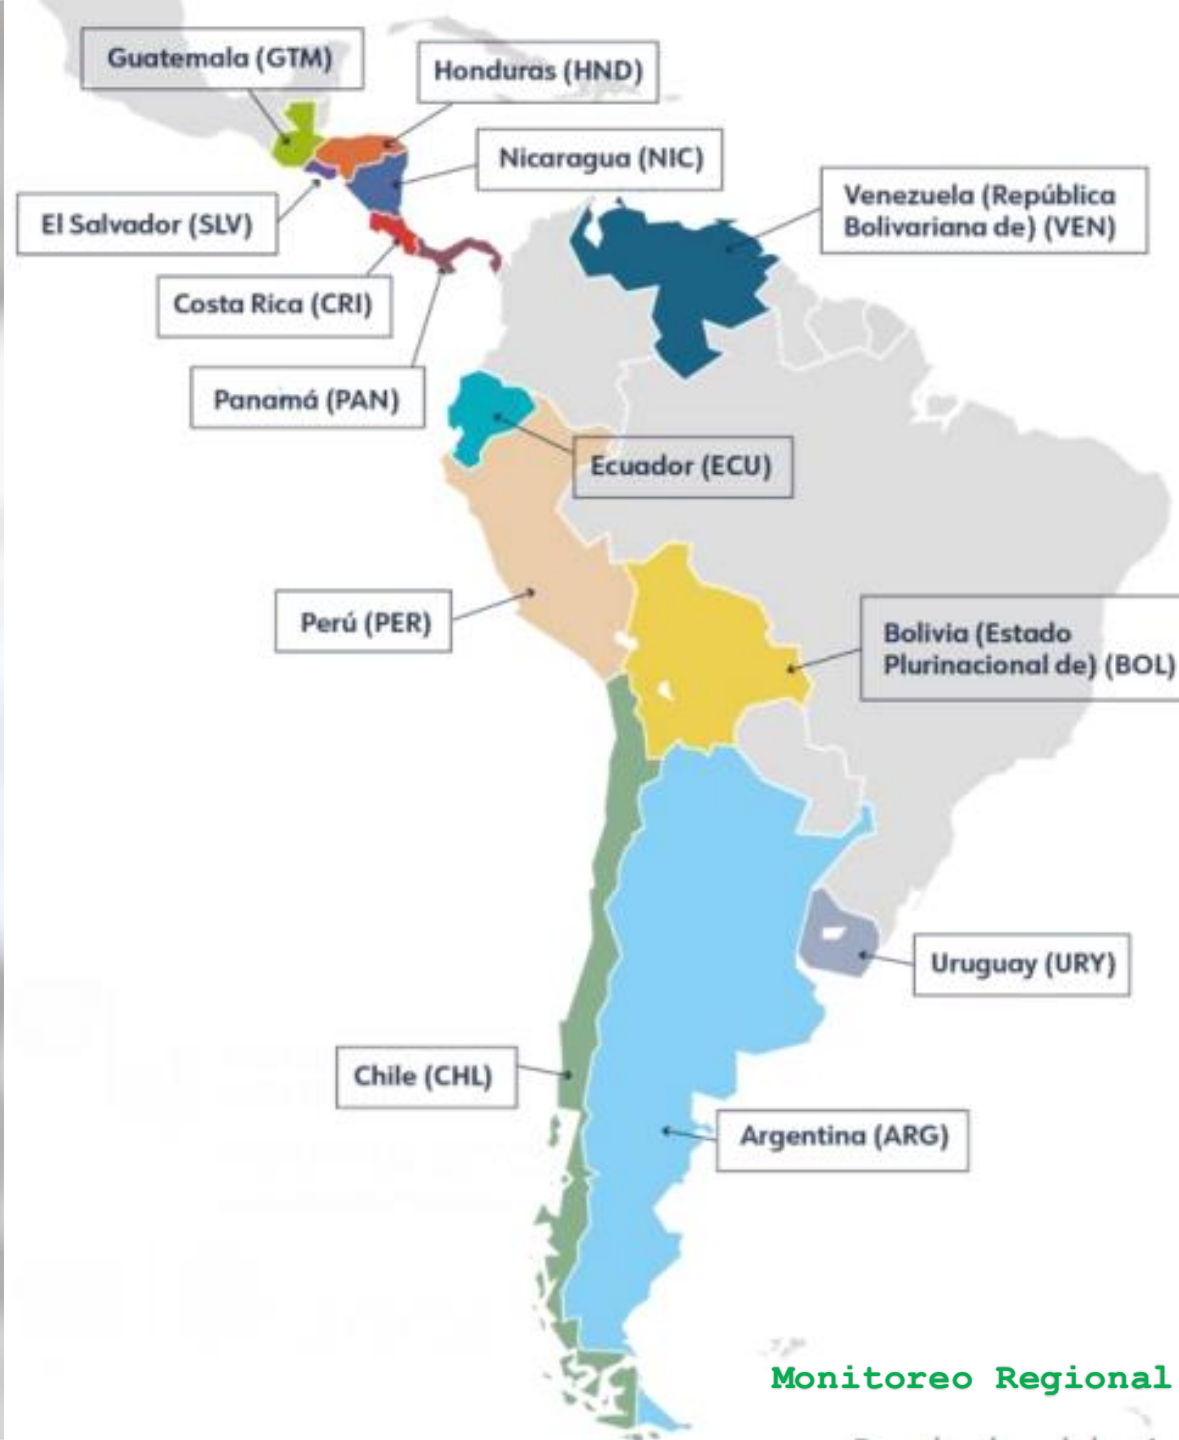 Guatemala (GTM)
Honduras (HND)
Nicaragua (NIC)
Venezuela (República
Bolivariana de) (VEN)
El Salvador (SLV)
Costa Rica (CRI)
Panamá (PAN)
Ecuador (ECU)
Perú (PER)
Bolivia (Estado
Plurinacional de) (BOL)
Uruguay (URY)
Chile (CHL)
Argentina (ARG)
Monitoreo Regional